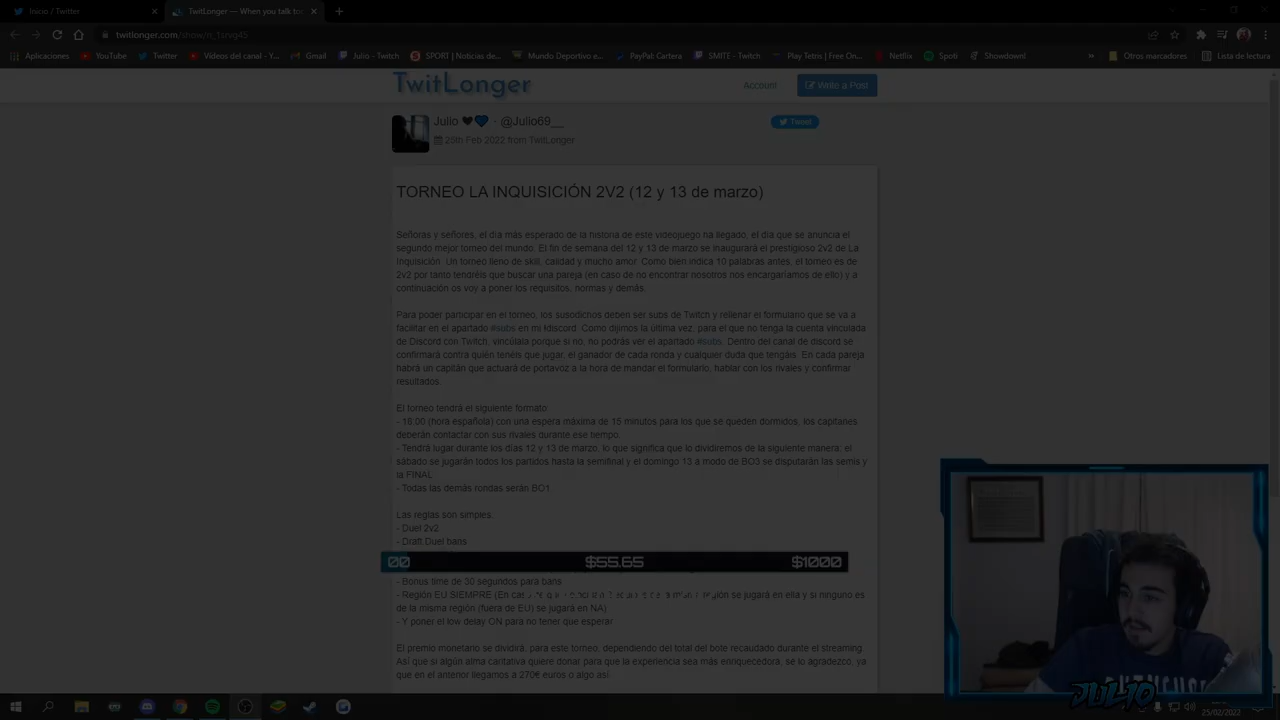 Inicio / Twitter
TwitLonger — When you talk too
twitlonger.com/show/n_1srvg45
Aplicaciones
YouTube
Twitter
Vídeos del canal - Y...
Gmail
Julio - Twitch
SPORT | Noticias de...
Mundo Deportivo e...
PayPal: Cartera
SMITE - Twitch
Play Tetris | Free On...
Netflix
Spoti
Showdown!
»
Otros marcadores
Lista de lectura
TwitLonger
Account
Write a Post
Julio 🖤💙 · @Julio69__
Tweet
25th Feb 2022 from TwitLonger
TORNEO LA INQUISICIÓN 2V2 (12 y 13 de marzo)
Señoras y señores, el día más esperado de la historia de este videojuego ha llegado, el día que se anuncia el
segundo mejor torneo del mundo. El fin de semana del 12 y 13 de marzo se inaugurará el prestigioso 2v2 de La
Inquisición. Un torneo lleno de skill, calidad y mucho amor. Como bien indica 10 palabras antes, el torneo es de
2v2 por tanto tendréis que buscar una pareja (en caso de no encontrar nosotros nos encargaríamos de ello) y a
continuación os voy a poner los requisitos, normas y demás.
Para poder participar en el torneo, los susodichos deben ser subs de Twitch y rellenar el formulario que se va a
facilitar en el apartado #subs en mi !discord. Como dijimos la última vez, para el que no tenga la cuenta vinculada
de Discord con Twitch, vincúlala porque si no, no podrás ver el apartado #subs. Dentro del canal de discord se
confirmará contra quién tenéis que jugar, el ganador de cada ronda y cualquier duda que tengáis. En cada pareja
habrá un capitán que actuará de portavoz a la hora de mandar el formulario, hablar con los rivales y confirmar
resultados.
El torneo tendrá el siguiente formato
- 18:00 (hora española) con una espera máxima de 15 minutos para los que se queden dormidos, los capitanes
deberán contactar con sus rivales durante ese tiempo.
- Tendrá lugar durante los días 12 y 13 de marzo, lo que significa que lo dividiremos de la siguiente manera: el
sábado se jugarán todos los partidos hasta la semifinal y el domingo 13 a modo de BO3 se disputarán las semis y
la FINAL
- Todas las demás rondas serán BO1
Las reglas son simples
- Duel 2v2
- Draft Duel bans
00
$55.65
$1000
- Bonus time de 30 segundos para bans
- Región EU SIEMPRE (En cas región se jugará en ella y si ninguno es
de la misma región (fuera de EU) se jugará en NA)
- Y poner el low delay ON para no tener que esperar
El premio monetario se dividirá, para este torneo, dependiendo del total del bote recaudado durante el streaming.
Así que si algún alma caritativa quiere donar para que la experiencia sea más enriquecedora, se lo agradezco, ya
que en el anterior llegamos a 270€ euros o algo así.
JULIO
25/02/2022